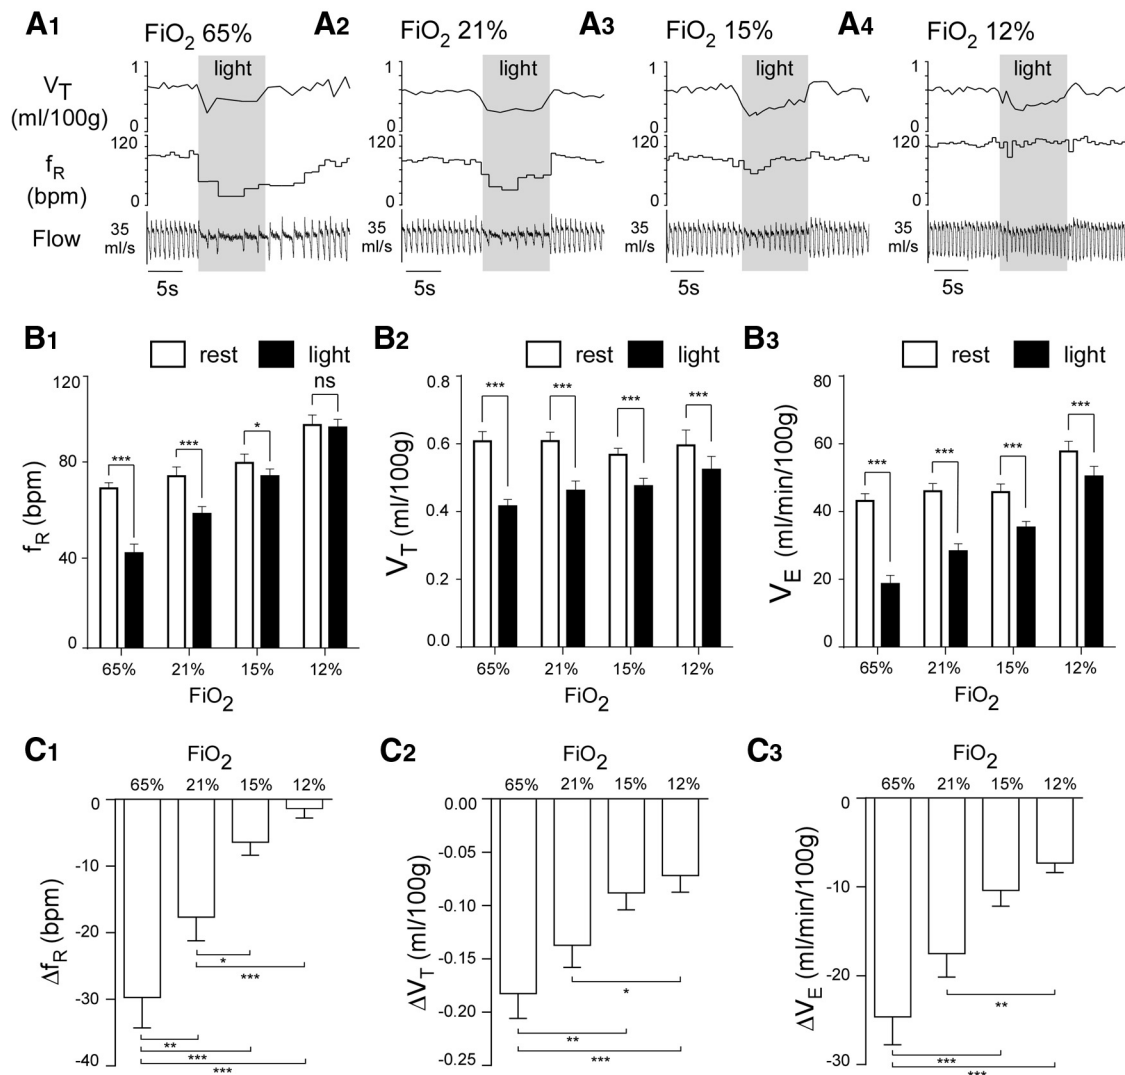 A1 FiO2 65% A2 FiO2 21% A3 FiO2 15% A4 FiO2 12%
light light light light
VT (ml/100g) 1 0 1 0 1 0 1 0
fR (bpm) 120 0 120 0 120 0 120 0
Flow 35 ml/s 35 ml/s 35 ml/s 35 ml/s
5s 5s 5s 5s
B1 rest light B2 rest light B3 rest light
fR (bpm)
120
80
40
0
*** *** * ns
65% 21% 15% 12%
FiO2
VT (ml/100g)
0.8
0.6
0.4
0.2
0.0
*** *** *** ***
65% 21% 15% 12%
FiO2
VE (ml/min/100g)
80
60
40
20
0
*** *** *** ***
65% 21% 15% 12%
FiO2
C1 FiO2
65% 21% 15% 12%
ΔfR (bpm)
0
-10
-20
-30
-40
*
***
**
***
***
C2 FiO2
65% 21% 15% 12%
ΔVT (ml/100g)
0.00
-0.05
-0.10
-0.15
-0.20
-0.25
*
**
***
C3 FiO2
65% 21% 15% 12%
ΔVE (ml/min/100g)
0
-10
-20
-30
**
***
***